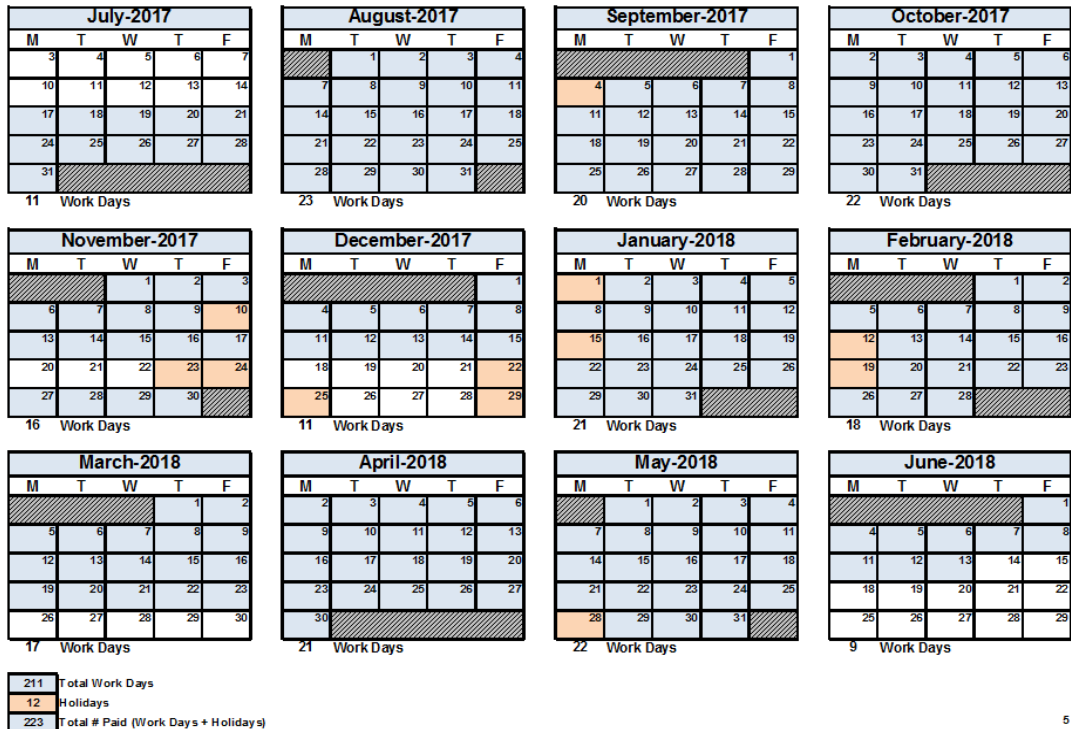 July-2017
M T W T F
3 4 5 6 7
10 11 12 13 14
17 18 19 20 21
24 25 26 27 28
31
11 Work Days
August-2017
M T W T F
1 2 3 4
7 8 9 10 11
14 15 16 17 18
21 22 23 24 25
28 29 30 31
23 Work Days
September-2017
M T W T F
1
4 5 6 7 8
11 12 13 14 15
18 19 20 21 22
25 26 27 28 29
20 Work Days
October-2017
M T W T F
2 3 4 5 6
9 10 11 12 13
16 17 18 19 20
23 24 25 26 27
30 31
22 Work Days
November-2017
M T W T F
1 2 3
6 7 8 9 10
13 14 15 16 17
20 21 22 23 24
27 28 29 30
16 Work Days
December-2017
M T W T F
1
4 5 6 7 8
11 12 13 14 15
18 19 20 21 22
25 26 27 28 29
11 Work Days
January-2018
M T W T F
1 2 3 4 5
8 9 10 11 12
15 16 17 18 19
22 23 24 25 26
29 30 31
21 Work Days
February-2018
M T W T F
1 2
5 6 7 8 9
12 13 14 15 16
19 20 21 22 23
26 27 28
18 Work Days
March-2018
M T W T F
1 2
5 6 7 8 9
12 13 14 15 16
19 20 21 22 23
26 27 28 29 30
17 Work Days
April-2018
M T W T F
2 3 4 5 6
9 10 11 12 13
16 17 18 19 20
23 24 25 26 27
30
21 Work Days
May-2018
M T W T F
1 2 3 4
7 8 9 10 11
14 15 16 17 18
21 22 23 24 25
28 29 30 31
22 Work Days
June-2018
M T W T F
1
4 5 6 7 8
11 12 13 14 15
18 19 20 21 22
25 26 27 28 29
9 Work Days
211 Total Work Days
12 Holidays
223 Total # Paid (Work Days + Holidays)
5